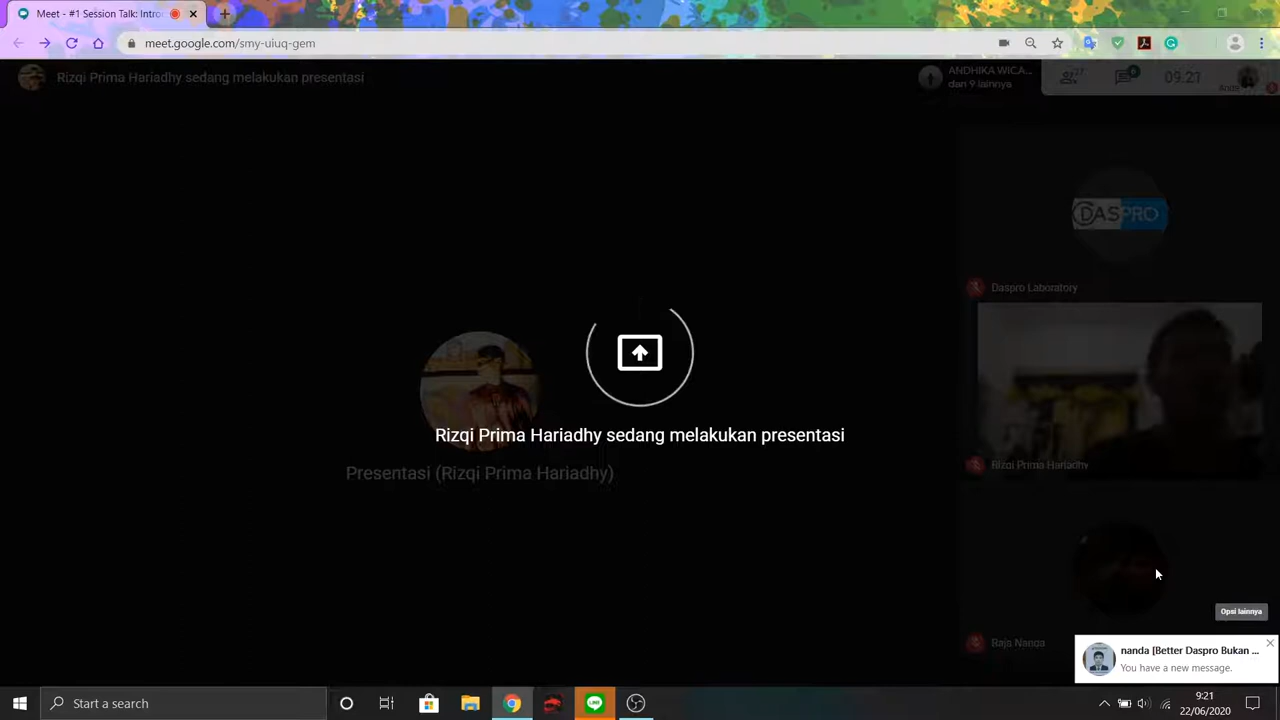 Meet - #1 Session Talk: Intro
meet.google.com/smy-uiuq-gem
Rizqi Prima Hariadhy sedang melakukan presentasi
ANDHIKA WICA...
dan 9 lainnya
27
09.21
DASPRO
Daspro Laboratory
Rizqi Prima Hariadhy sedang melakukan presentasi
Presentasi (Rizqi Prima Hariadhy)
Rizqi Prima Hariadhy
Opsi lainnya
Raja Nanda
nanda [Better Daspro Bukan ...
You have a new message.
Start a search
LINE
9:21
22/06/2020